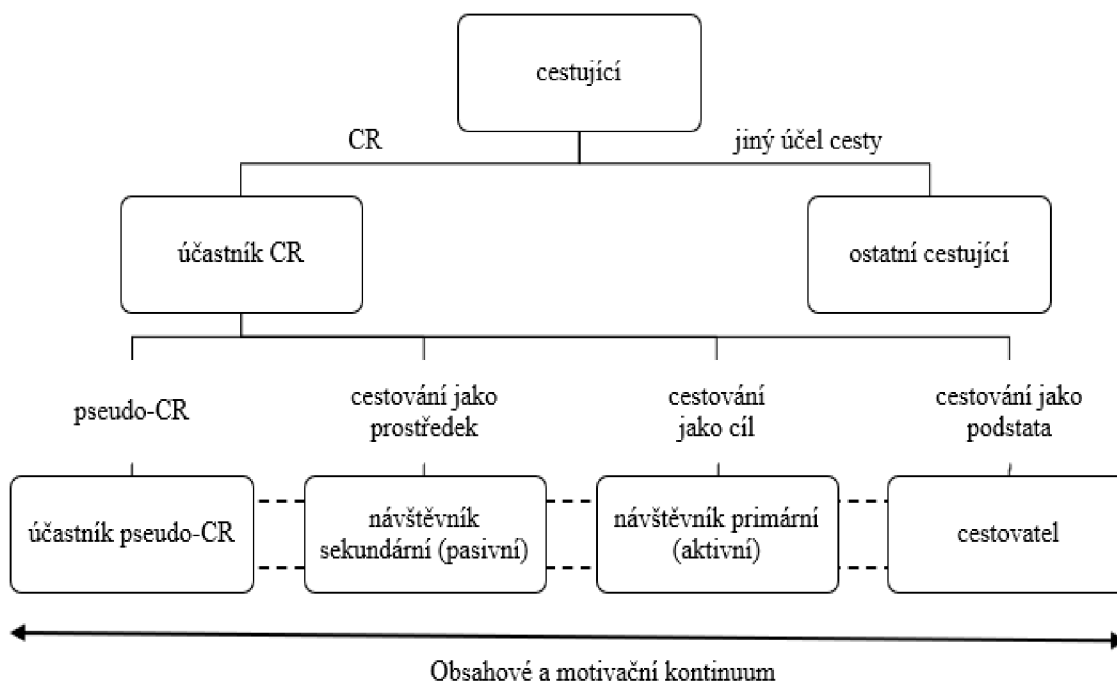 cestující
CR
jiný účel cesty
účastník CR
ostatní cestující
pseudo-CR
cestování jako
prostředek
cestování
jako cíl
cestování jako
podstata
účastník pseudo-CR
návštěvník
sekundární (pasivní)
návštěvník primární
(aktivní)
cestovatel
Obsahové a motivační kontinuum